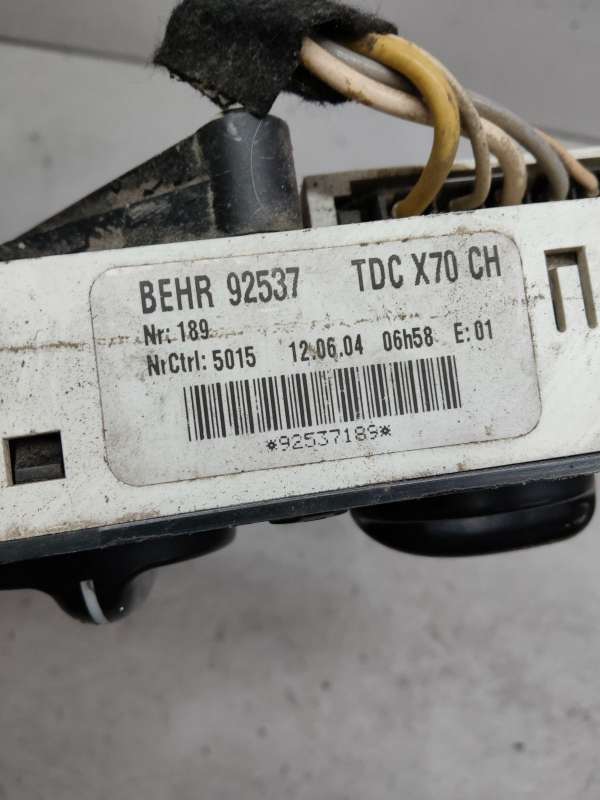 BEHR 92537 TDC X70 CH
Nr: 189
NrCtrl: 5015 12.06.04 06h58 E: 01
*92537189*